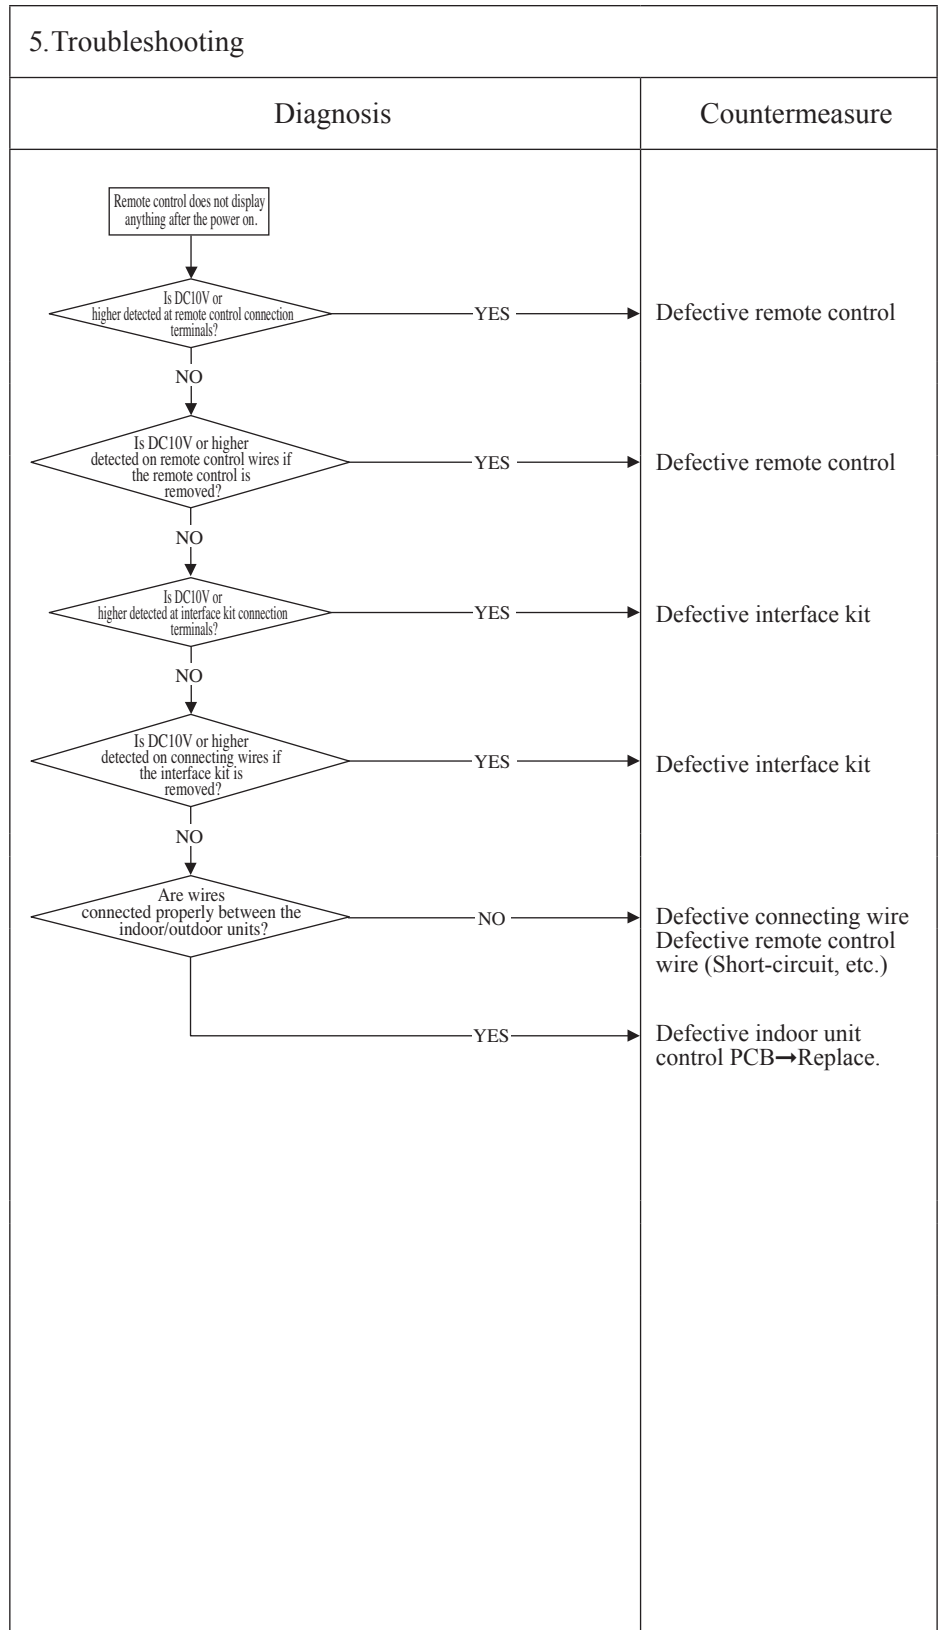 5.Troubleshooting
Diagnosis
Countermeasure
Remote control does not display
anything after the power on.
Is DC10V or
higher detected at remote control connection
terminals?
YES
Defective remote control
NO
Is DC10V or higher
detected on remote control wires if
the remote control is
removed?
YES
Defective remote control
NO
Is DC10V or
higher detected at interface kit connection
terminals?
YES
Defective interface kit
NO
Is DC10V or higher
detected on connecting wires if
the interface kit is
removed?
YES
Defective interface kit
NO
Are wires
connected properly between the
indoor/outdoor units?
NO
Defective connecting wire
Defective remote control
wire (Short-circuit, etc.)
YES
Defective indoor unit
control PCB→Replace.